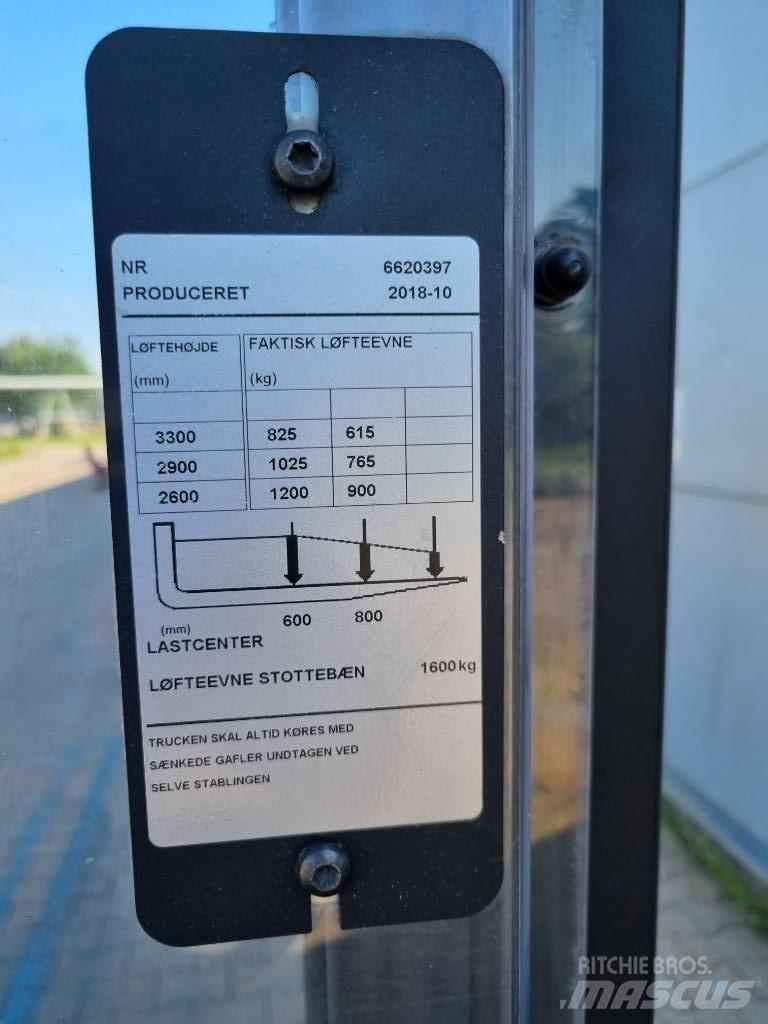 NR 6620397
PRODUCERET 2018-10
LØFTEHØJDE FAKTISK LØFTEEVNE
(mm) (kg)
3300 825 615
2900 1025 765
2600 1200 900
(mm) 600 800
LASTCENTER
LØFTEEVNE STOTTEBÆN 1600kg
TRUCKEN SKAL ALTID KØRES MED
SÆNKEDE GAFLER UNDTAGEN VED
SELVE STABLINGEN
RITCHIE BROS.
MASCUS